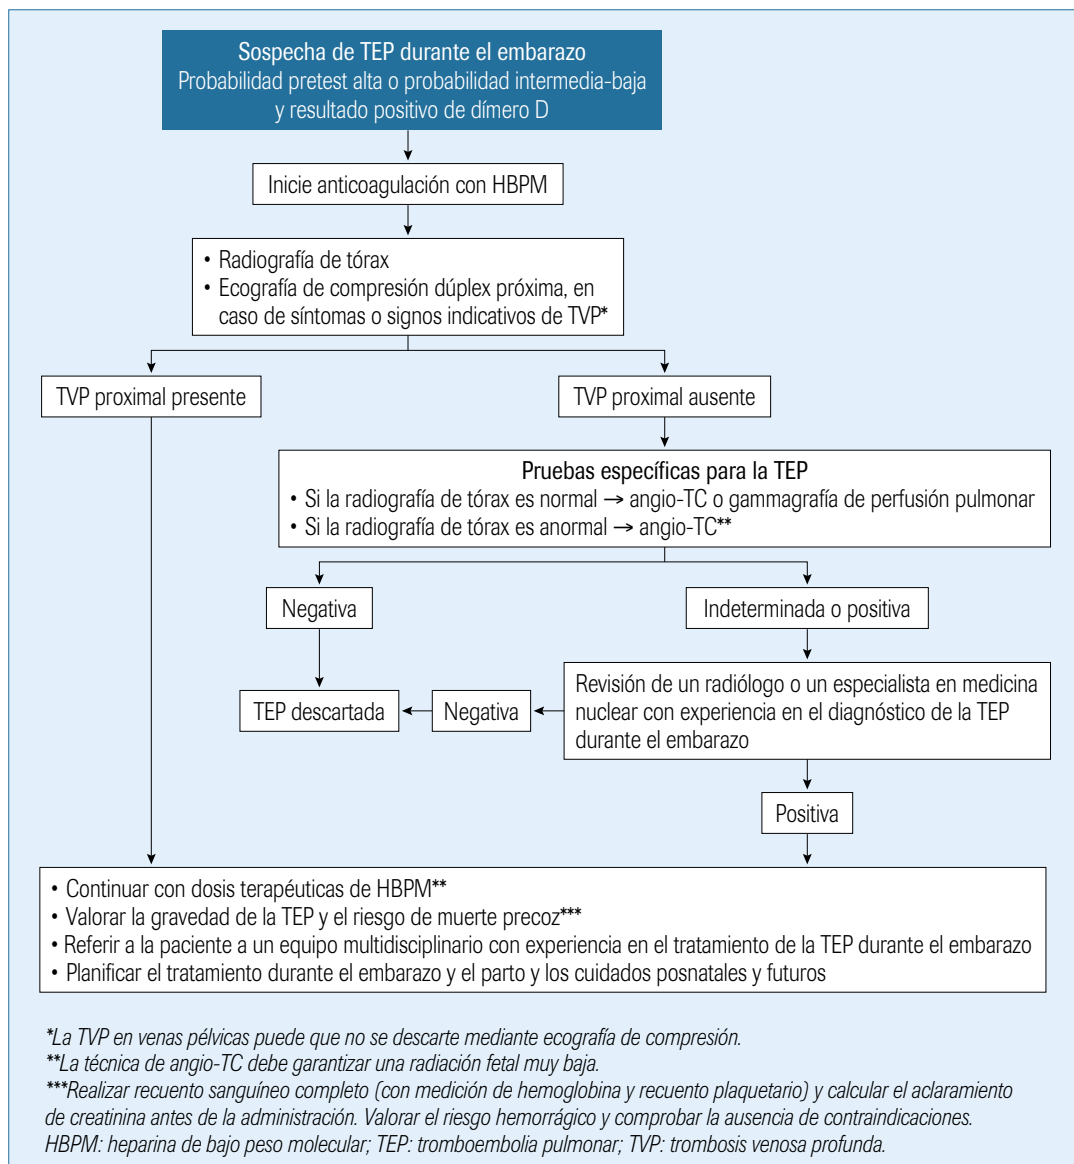 Sospecha de TEP durante el embarazo
Probabilidad pretest alta o probabilidad intermedia-baja
y resultado positivo de dímero D
Inicie anticoagulación con HBPM
• Radiografía de tórax
• Ecografía de compresión dúplex próxima, en
caso de síntomas o signos indicativos de TVP*
TVP proximal presente
TVP proximal ausente
Pruebas específicas para la TEP
• Si la radiografía de tórax es normal → angio-TC o gammagrafía de perfusión pulmonar
• Si la radiografía de tórax es anormal → angio-TC**
Negativa
Indeterminada o positiva
TEP descartada
Negativa
Revisión de un radiólogo o un especialista en medicina
nuclear con experiencia en el diagnóstico de la TEP
durante el embarazo
Positiva
• Continuar con dosis terapéuticas de HBPM**
• Valorar la gravedad de la TEP y el riesgo de muerte precoz***
• Referir a la paciente a un equipo multidisciplinario con experiencia en el tratamiento de la TEP durante el embarazo
• Planificar el tratamiento durante el embarazo y el parto y los cuidados posnatales y futuros
*La TVP en venas pélvicas puede que no se descarte mediante ecografía de compresión.
**La técnica de angio-TC debe garantizar una radiación fetal muy baja.
***Realizar recuento sanguíneo completo (con medición de hemoglobina y recuento plaquetario) y calcular el aclaramiento
de creatinina antes de la administración. Valorar el riesgo hemorrágico y comprobar la ausencia de contraindicaciones.
HBPM: heparina de bajo peso molecular; TEP: tromboembolia pulmonar; TVP: trombosis venosa profunda.